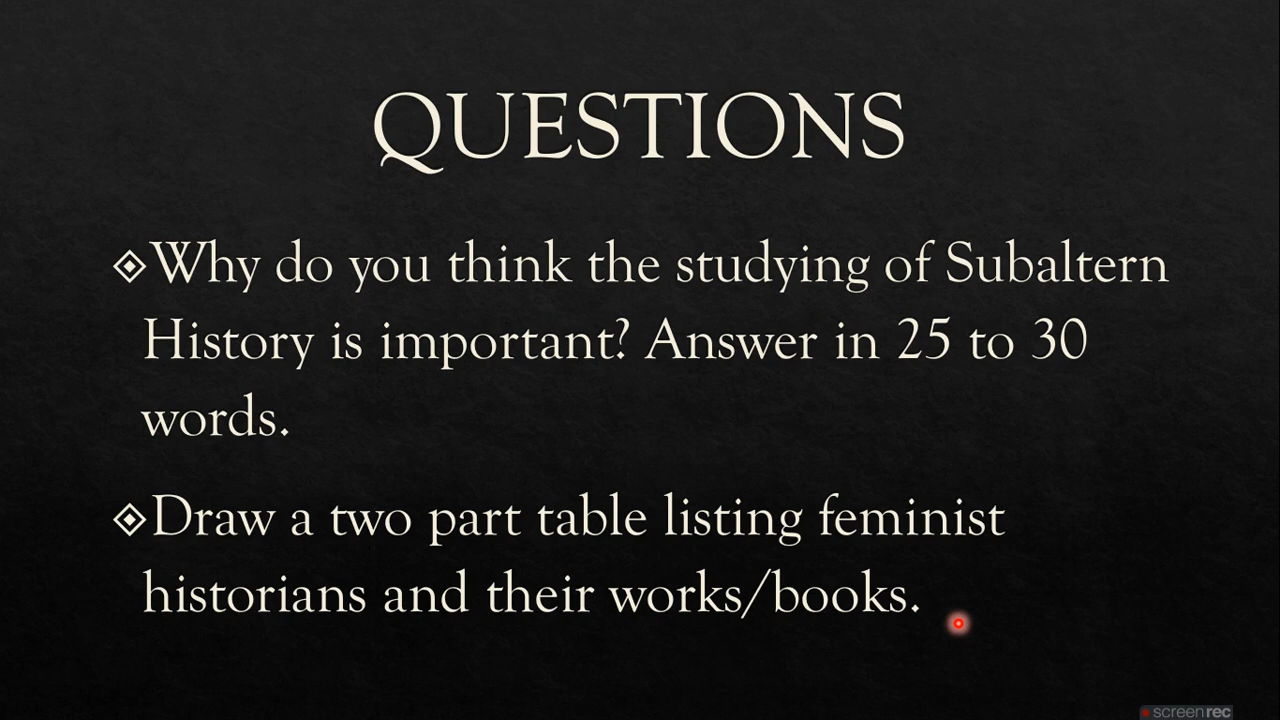 QUESTIONS
Why do you think the studying of Subaltern
History is important? Answer in 25 to 30
words.
Draw a two part table listing feminist
historians and their works/books.
screenrec